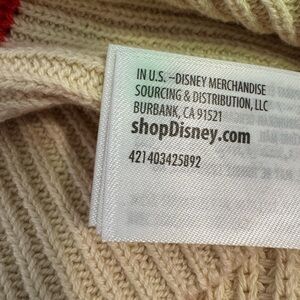 IN U.S. –DISNEY MERCHANDISE
SOURCING & DISTRIBUTION, LLC
BURBANK, CA 91521
shopDisney.com
421403425892